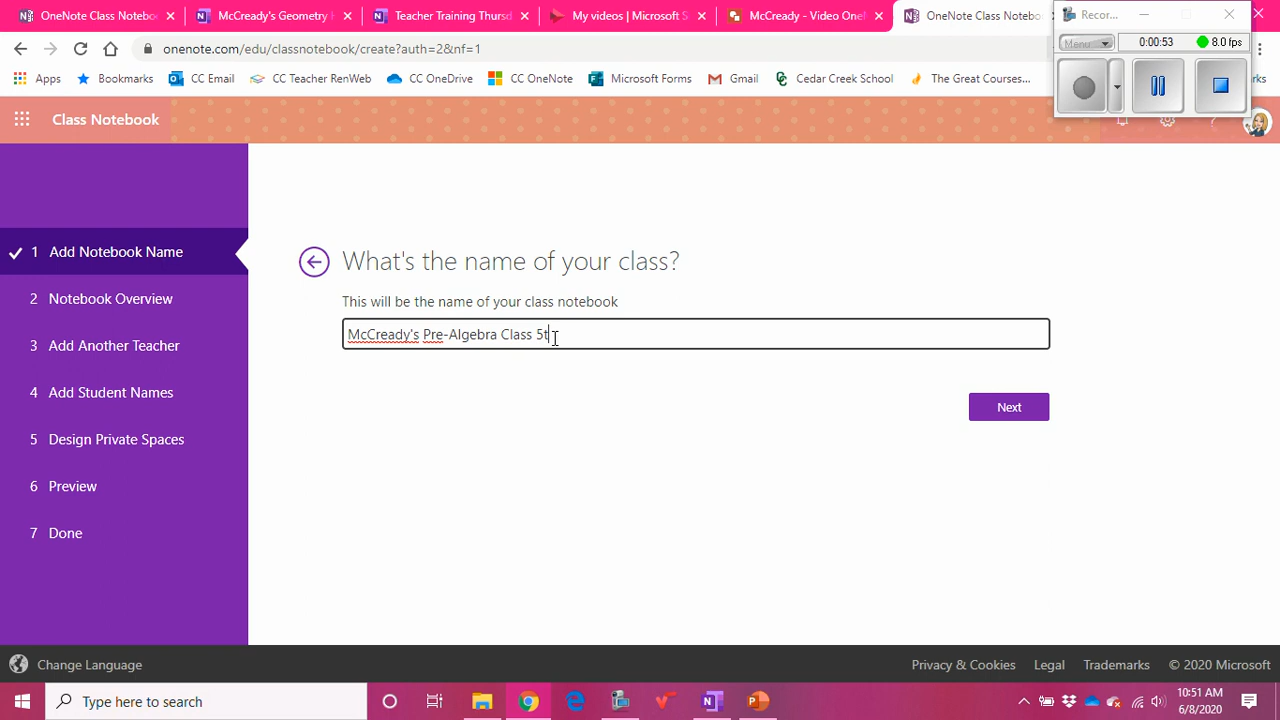 OneNote Class Notebo
McCready's Geometry
Teacher Training Thursd
My videos | Microsoft S
McCready - Video One
OneNote Class Notebo
Recor...
Menu
0:00:53
8.0 fps
onenote.com/edu/classnotebook/create?auth=2&nf=1
Apps
Bookmarks
CC Email
CC Teacher RenWeb
CC OneDrive
CC OneNote
Microsoft Forms
Gmail
Cedar Creek School
The Great Courses...
Class Notebook
1 Add Notebook Name
2 Notebook Overview
3 Add Another Teacher
4 Add Student Names
5 Design Private Spaces
6 Preview
7 Done
What's the name of your class?
This will be the name of your class notebook
McCready's Pre-Algebra Class 5t
Next
Change Language
Privacy & Cookies
Legal
Trademarks
© 2020 Microsoft
Type here to search
10:51 AM
6/8/2020